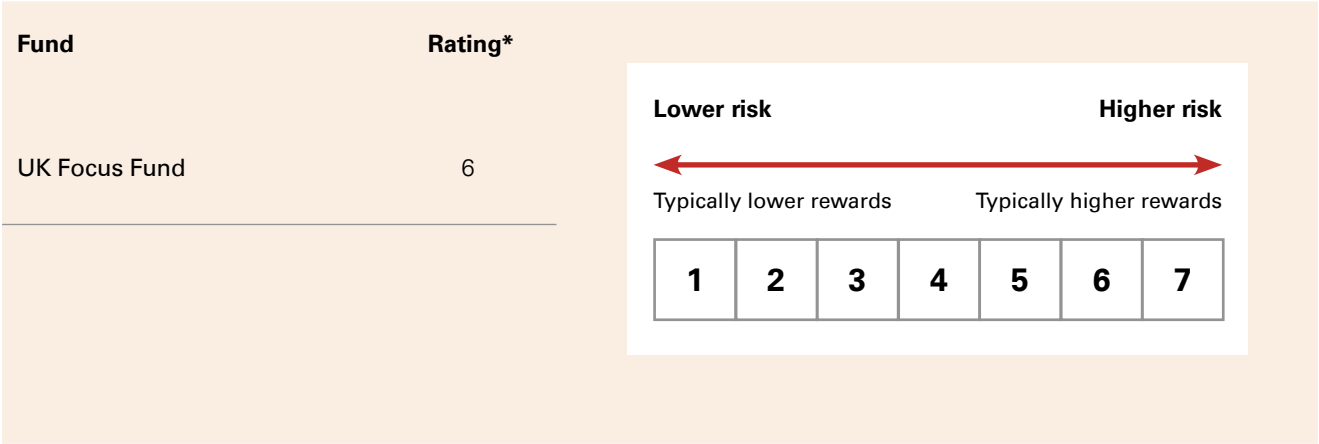 Fund Rating*
UK Focus Fund 6
Lower risk Higher risk
Typically lower rewards Typically higher rewards
1 2 3 4 5 6 7